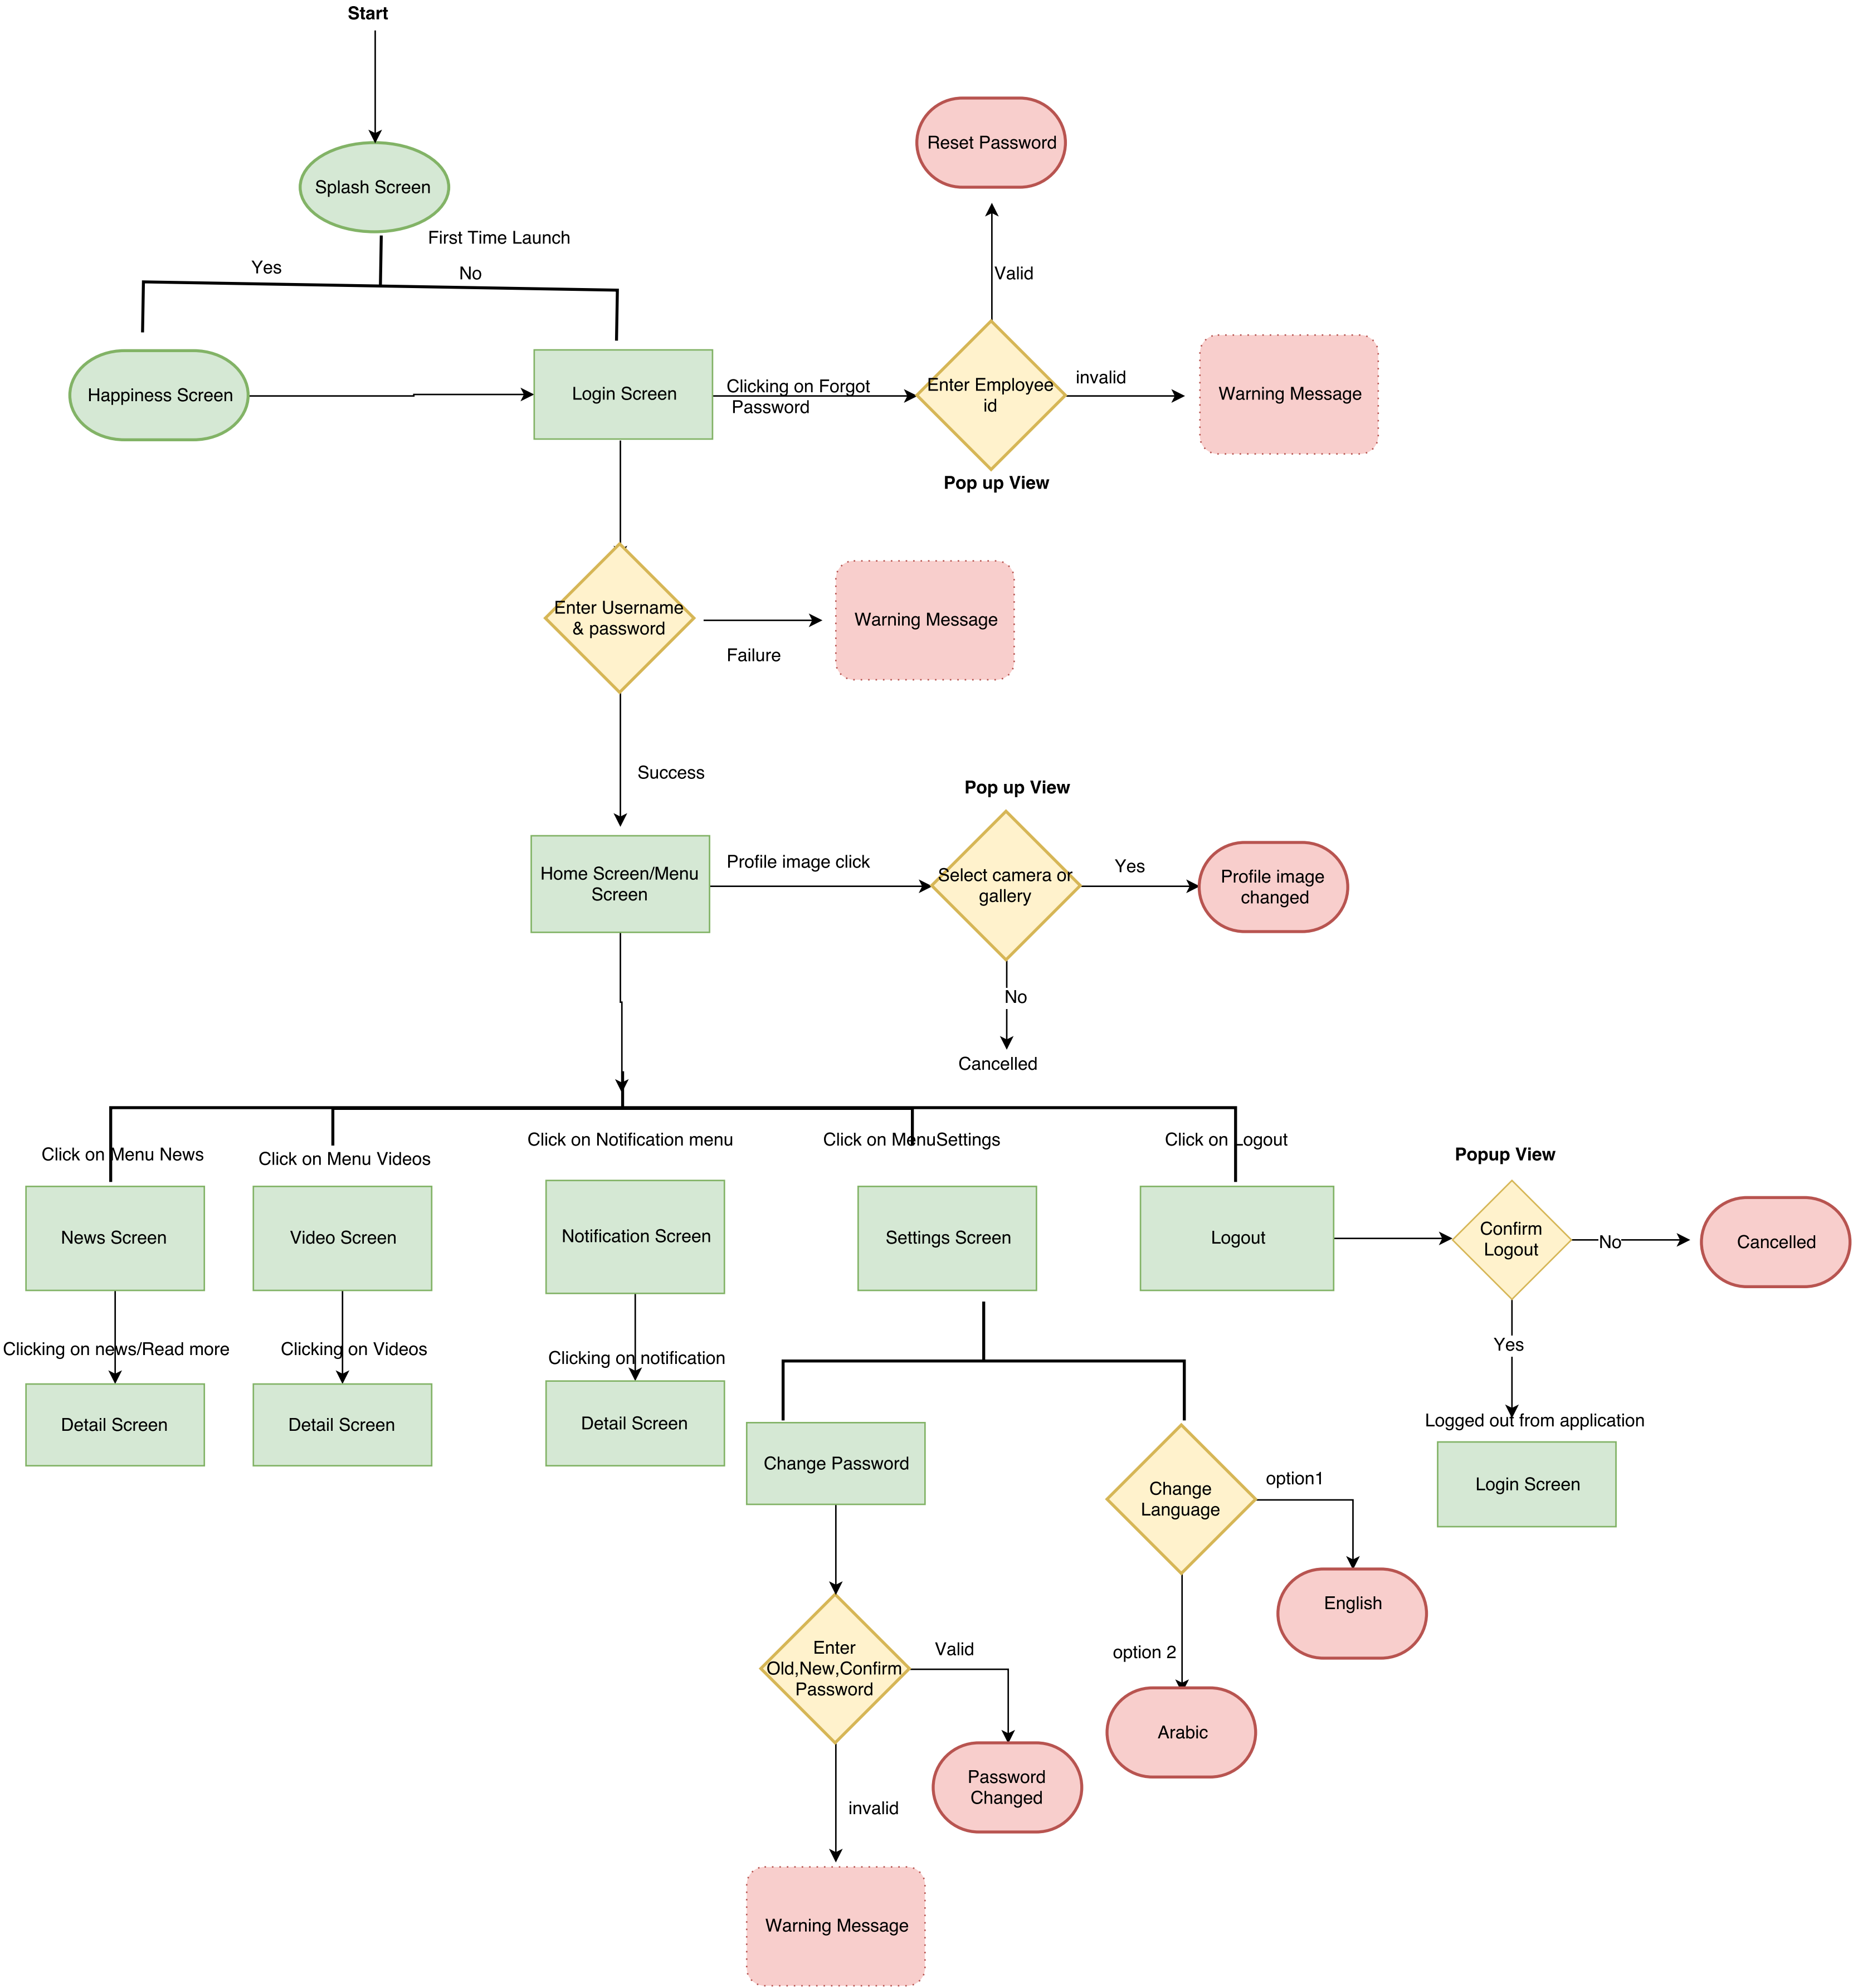 Start
Reset Password
Splash Screen
First Time Launch
Yes
No
Valid
Happiness Screen
Login Screen
Clicking on Forgot
Password
Enter Employee
id
invalid
Warning Message
Pop up View
Enter Username
& password
Warning Message
Failure
Success
Pop up View
Home Screen/Menu
Screen
Profile image click
Select camera or
gallery
Yes
Profile image
changed
No
Cancelled
Click on Menu News
Click on Menu Videos
Click on Notification menu
Click on MenuSettings
Click on Logout
Popup View
News Screen
Video Screen
Notification Screen
Settings Screen
Logout
Confirm
Logout
No
Cancelled
Clicking on news/Read more
Clicking on Videos
Clicking on notification
Yes
Logged out from application
Detail Screen
Detail Screen
Detail Screen
Change Password
Change
Language
option1
Login Screen
English
Enter
Old,New,Confirm
Password
Valid
option 2
Arabic
Password
Changed
invalid
Warning Message